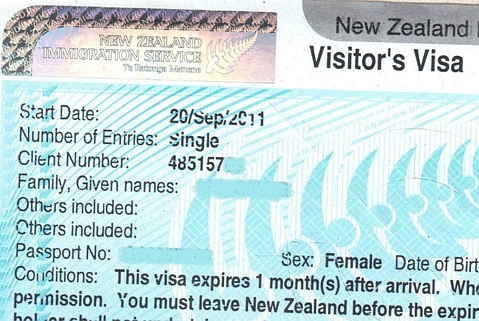 NEW ZEALAND
IMMIGRATION SERVICE
Te Ratonga Manene
New Zealand
Visitor's Visa
Start Date: 20/Sep/2011
Number of Entries: Single
Client Number: 485157
Family, Given names:
Others included:
Others included:
Passport No: Sex: Female Date of Birt
Conditions: This visa expires 1 month(s) after arrival. Whe
permission. You must leave New Zealand before the expir